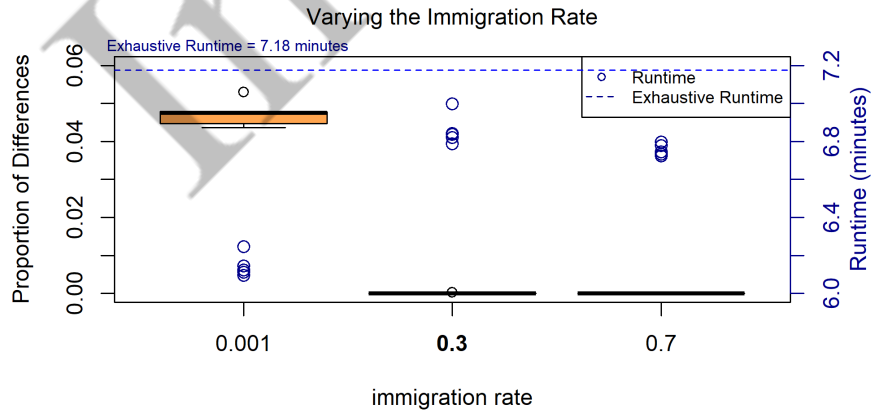 Varying the Immigration Rate
Exhaustive Runtime = 7.18 minutes
Runtime
Exhaustive Runtime
Proportion of Differences
0.06
0.04
0.02
0.00
7.2
6.8
6.4
6.0
Runtime (minutes)
0.001
0.3
0.7
immigration rate